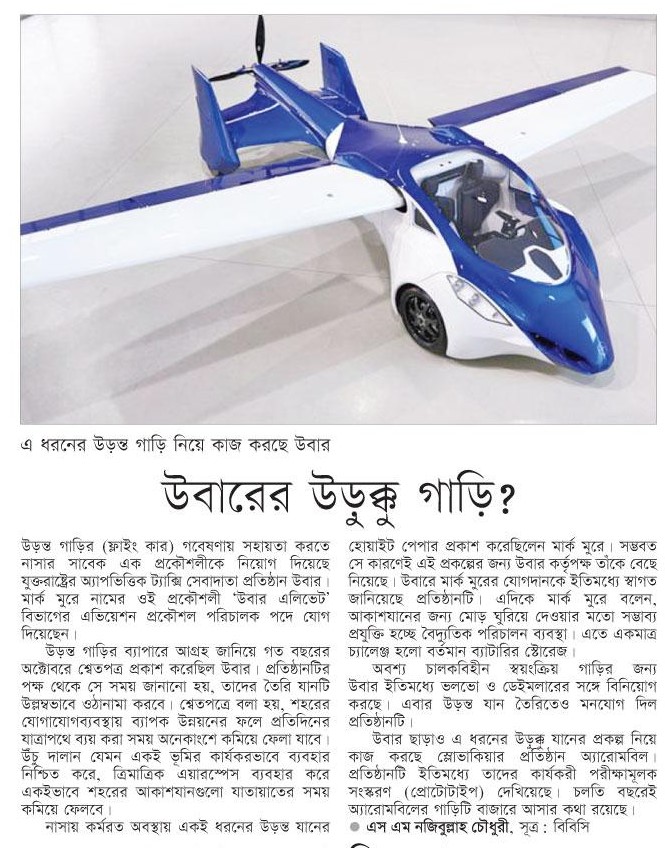 এ ধরনের উড়ন্ত গাড়ি নিয়ে কাজ করছে উবার
উবারের উড়ুক্কু গাড়ি?
উড়ন্ত গাড়ির (ফ্লাইং কার) গবেষণায় সহায়তা করতে
নাসার সাবেক এক প্রকৌশলীকে নিয়োগ দিয়েছে
যুক্তরাষ্ট্রের অ্যাপভিত্তিক ট্যাক্সি সেবাদাতা প্রতিষ্ঠান উবার।
মার্ক মুরে নামের ওই প্রকৌশলী ‘উবার এলিভেট’
বিভাগের এভিয়েশন প্রকৌশল পরিচালক পদে যোগ
দিয়েছেন।
উড়ন্ত গাড়ির ব্যাপারে আগ্রহ জানিয়ে গত বছরের
অক্টোবরে শ্বেতপত্র প্রকাশ করেছিল উবার। প্রতিষ্ঠানটির
পক্ষ থেকে সে সময় জানানো হয়, তাদের তৈরি যানটি
উল্লম্বভাবে ওঠানামা করবে। শ্বেতপত্রে বলা হয়, শহরের
যোগাযোগব্যবস্থায় ব্যাপক উন্নয়নের ফলে প্রতিদিনের
যাত্রাপথে ব্যয় করা সময় অনেকাংশে কমিয়ে ফেলা যাবে।
উঁচু দালান যেমন একই ভূমির কার্যকরভাবে ব্যবহার
নিশ্চিত করে, ত্রিমাত্রিক এয়ারস্পেস ব্যবহার করে
একইভাবে শহরের আকাশযানগুলো যাতায়াতের সময়
কমিয়ে ফেলবে।
নাসায় কর্মরত অবস্থায় একই ধরনের উড়ন্ত যানের
হোয়াইট পেপার প্রকাশ করেছিলেন মার্ক মুরে। সম্ভবত
সে কারণেই এই প্রকল্পের জন্য উবার কর্তৃপক্ষ তাঁকে বেছে
নিয়েছে। উবারে মার্ক মুরের যোগদানকে ইতিমধ্যে স্বাগত
জানিয়েছে প্রতিষ্ঠানটি। এদিকে মার্ক মুরে বলেন,
আকাশযানের জন্য মোড় ঘুরিয়ে দেওয়ার মতো সম্ভাব্য
প্রযুক্তি হচ্ছে বৈদ্যুতিক পরিচালন ব্যবস্থা। এতে একমাত্র
চ্যালেঞ্জ হলো বর্তমান ব্যাটারির স্টোরেজ।
অবশ্য চালকবিহীন স্বয়ংক্রিয় গাড়ির জন্য
উবার ইতিমধ্যে ভলভো ও ডেইমলারের সঙ্গে বিনিয়োগ
করছে। এবার উড়ন্ত যান তৈরিতেও মনযোগ দিল
প্রতিষ্ঠানটি।
উবার ছাড়াও এ ধরনের উড়ুক্কু যানের প্রকল্প নিয়ে
কাজ করছে স্লোভাকিয়ার প্রতিষ্ঠান অ্যারোমবিল।
প্রতিষ্ঠানটি ইতিমধ্যে তাদের কার্যকরী পরীক্ষামূলক
সংস্করণ (প্রোটোটাইপ) দেখিয়েছে। চলতি বছরেই
অ্যারোমবিলের গাড়িটি বাজারে আসার কথা রয়েছে।
● এস এম নজিবুল্লাহ চৌধুরী, সূত্র : বিবিসি